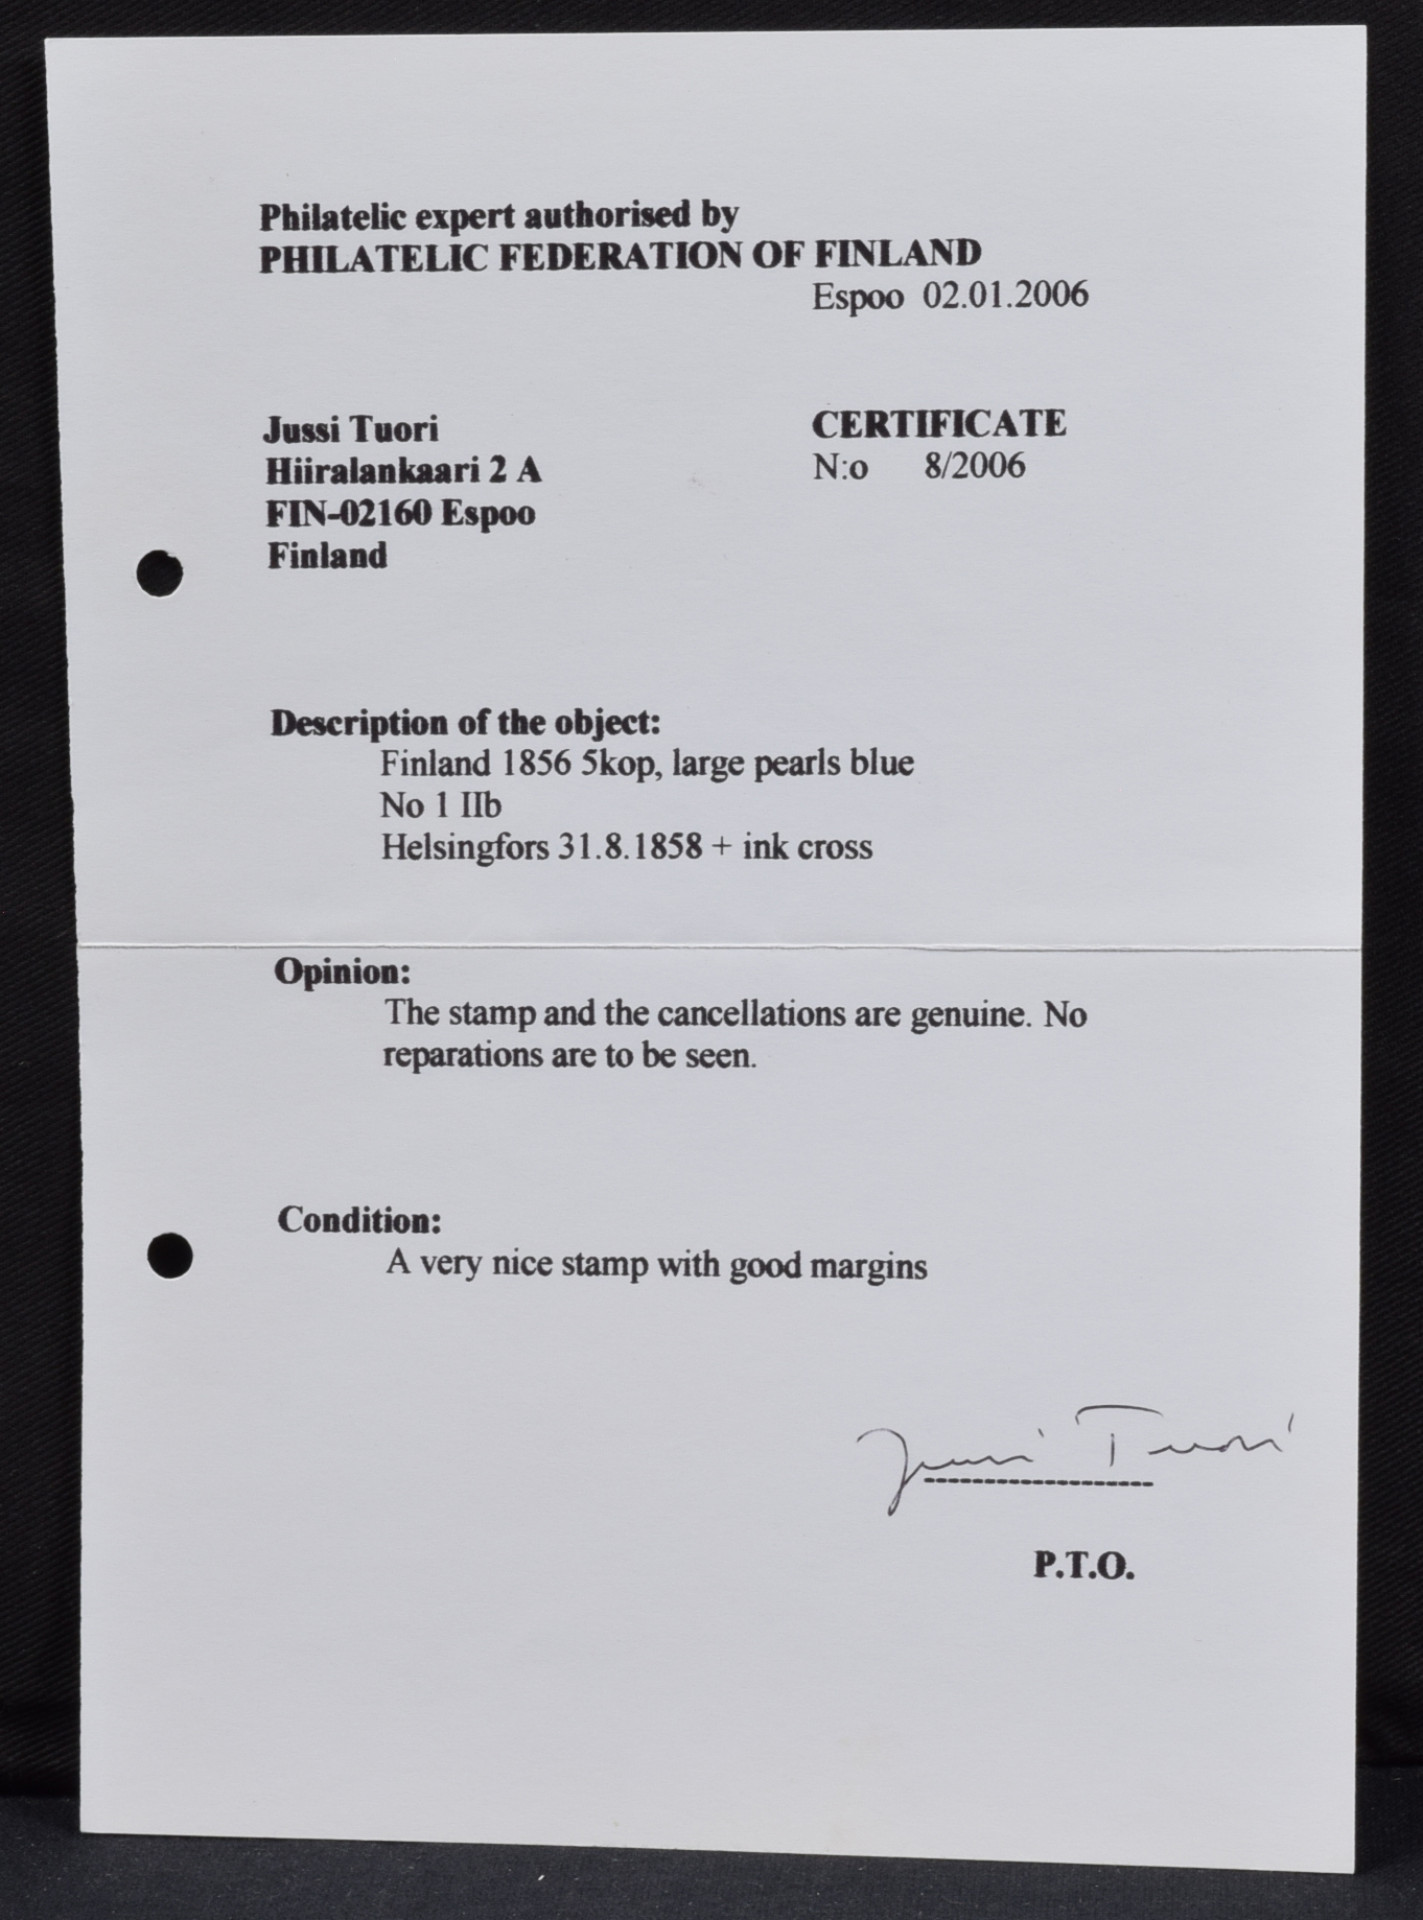 Philatelic expert authorised by
PHILATELIC FEDERATION OF FINLAND
Espoo 02.01.2006
Jussi Tuori
Hiiralankaari 2 A
FIN-02160 Espoo
Finland
CERTIFICATE
N:o 8/2006
Description of the object:
Finland 1856 5kop, large pearls blue
No 1 IIb
Helsingfors 31.8.1858 + ink cross
Opinion:
The stamp and the cancellations are genuine. No
reparations are to be seen.
Condition:
A very nice stamp with good margins
Jussi Tuori
P.T.O.